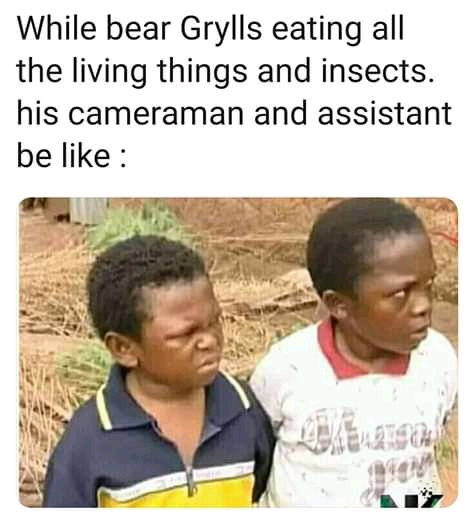 While bear Grylls eating all
the living things and insects.
his cameraman and assistant
be like :